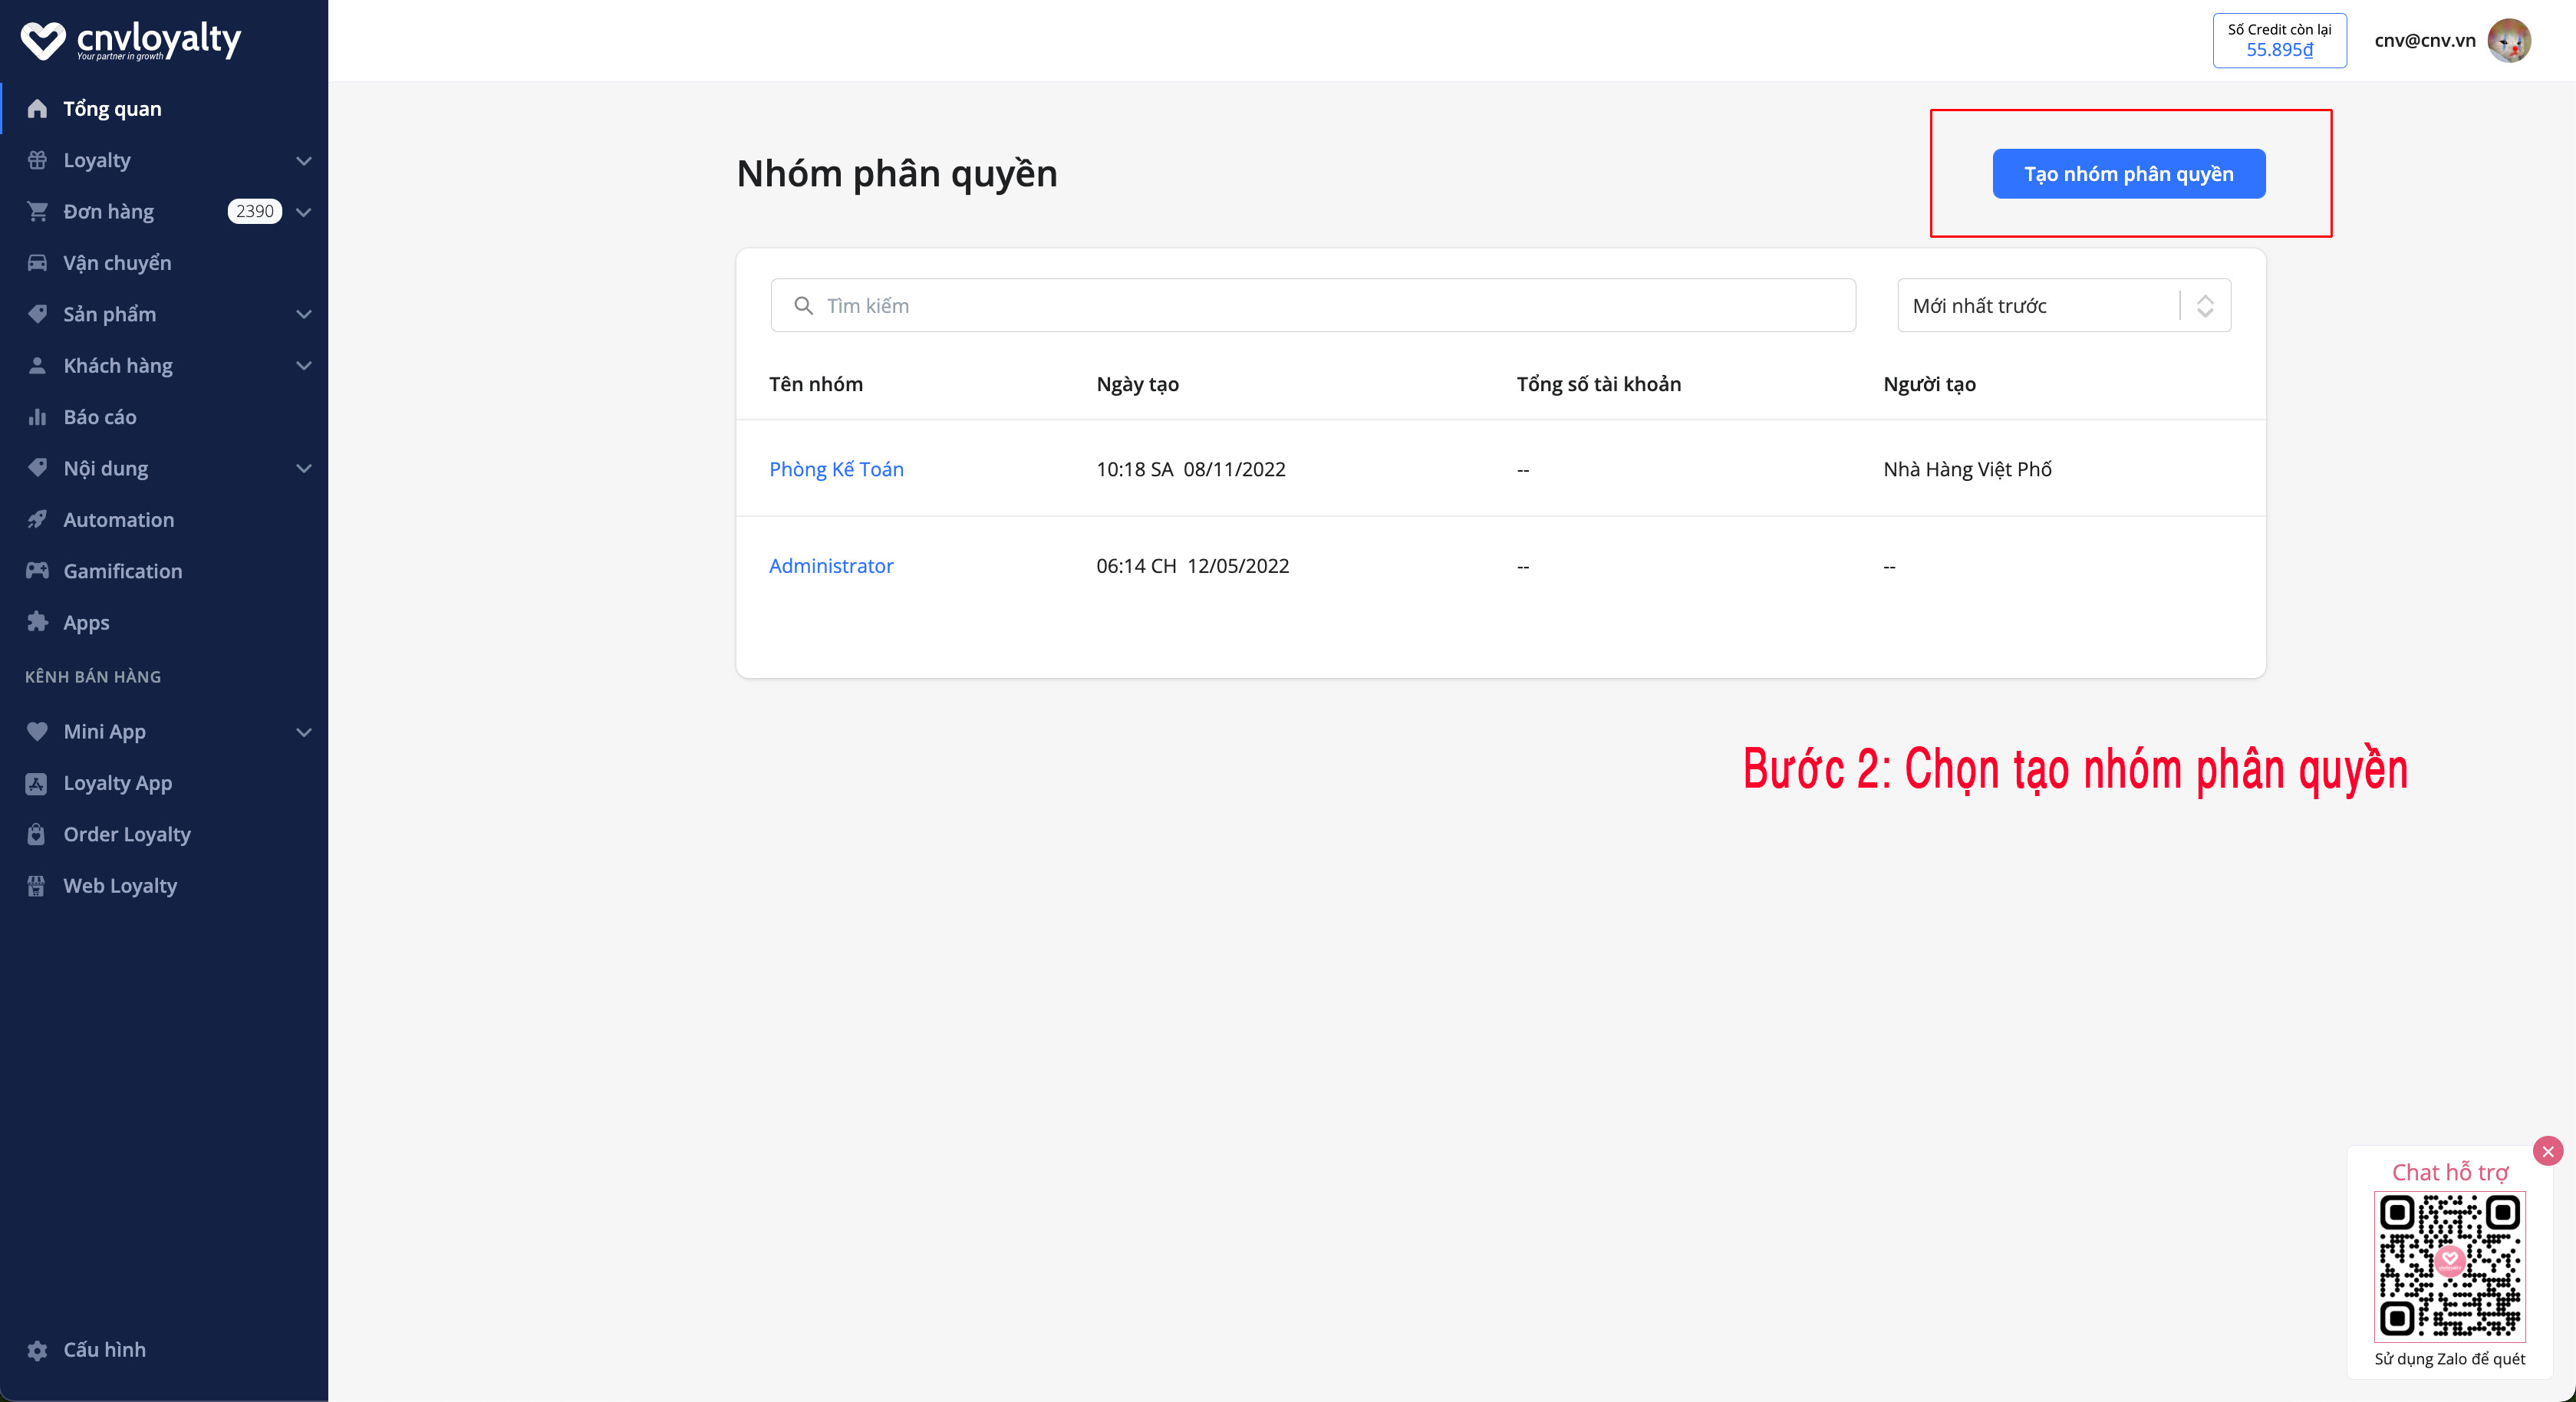 cnvloyalty
Your partner in growth
Số Credit còn lại
55.895₫
cnv@cnv.vn
Tổng quan
Loyalty
Đơn hàng 2390
Vận chuyển
Sản phẩm
Khách hàng
Báo cáo
Nội dung
Automation
Gamification
Apps
KÊNH BÁN HÀNG
Mini App
Loyalty App
Order Loyalty
Web Loyalty
Cấu hình
Nhóm phân quyền
Tạo nhóm phân quyền
Tìm kiếm
Mới nhất trước
Tên nhóm Ngày tạo Tổng số tài khoản Người tạo
Phòng Kế Toán 10:18 SA 08/11/2022 -- Nhà Hàng Việt Phố
Administrator 06:14 CH 12/05/2022 -- --
Bước 2: Chọn tạo nhóm phân quyền
Chat hỗ trợ
Sử dụng Zalo để quét